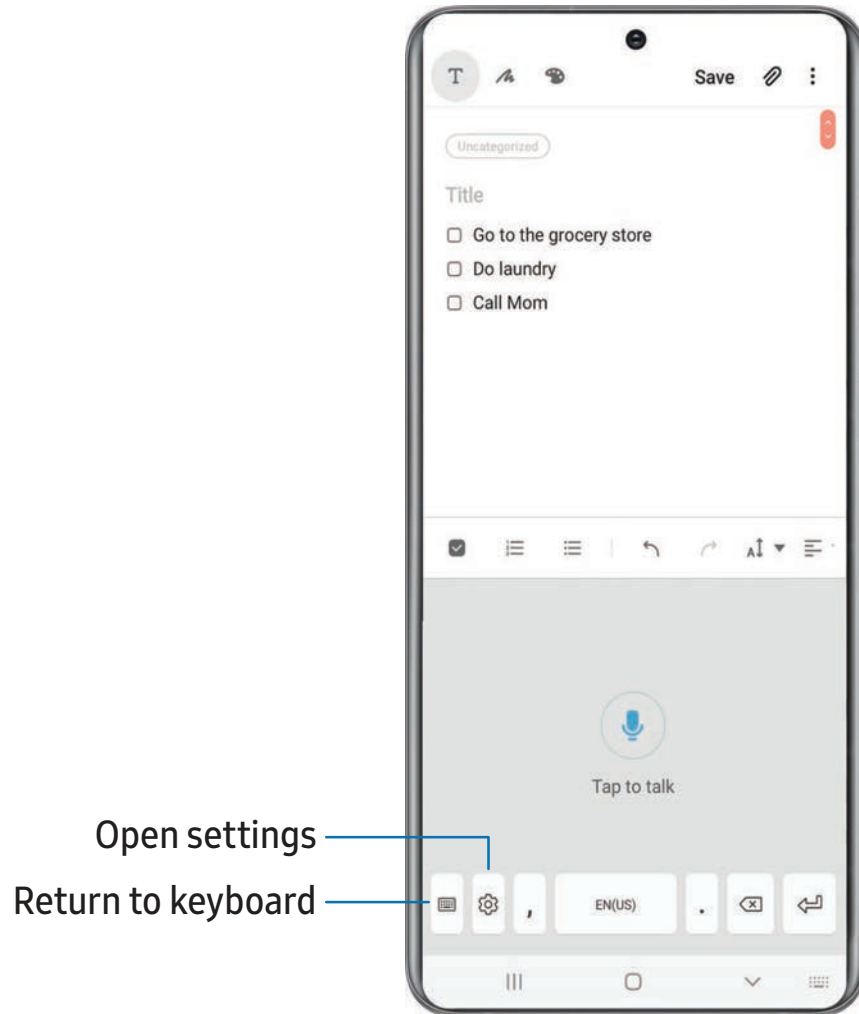 T
Save
Uncategorized
Title
Go to the grocery store
Do laundry
Call Mom
A
Tap to talk
Open settings
Return to keyboard
, EN(US) .